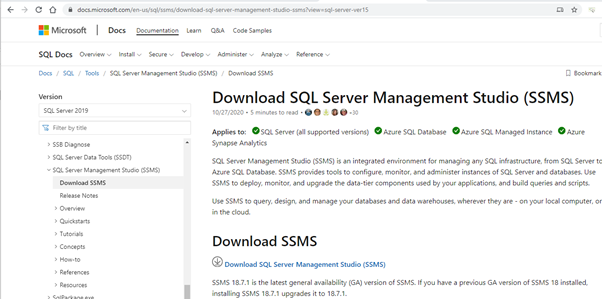 docs.microsoft.com/en-us/sql/ssms/download-sql-server-management-studio-ssms?view=sql-server-ver15
Microsoft | Docs Documentation Learn Q&A Code Samples
SQL Docs Overview Install Secure Develop Administer Analyze Reference
Docs / SQL / Tools / SQL Server Management Studio (SSMS) / Download SSMS
Bookmark
Version
SQL Server 2019
Filter by title
SSB Diagnose
SQL Server Data Tools (SSDT)
SQL Server Management Studio (SSMS)
Download SSMS
Release Notes
Overview
Quickstarts
Tutorials
Concepts
How-to
References
Resources
SqlPackage.exe
Download SQL Server Management Studio (SSMS)
10/27/2020 • 5 minutes to read • +30
Applies to: SQL Server (all supported versions) Azure SQL Database Azure SQL Managed Instance Azure
Synapse Analytics
SQL Server Management Studio (SSMS) is an integrated environment for managing any SQL infrastructure, from SQL Server to
Azure SQL Database. SSMS provides tools to configure, monitor, and administer instances of SQL Server and databases. Use
SSMS to deploy, monitor, and upgrade the data-tier components used by your applications, and build queries and scripts.
Use SSMS to query, design, and manage your databases and data warehouses, wherever they are - on your local computer, or
in the cloud.
Download SSMS
Download SQL Server Management Studio (SSMS)
SSMS 18.7.1 is the latest general availability (GA) version of SSMS. If you have a previous GA version of SSMS 18 installed,
installing SSMS 18.7.1 upgrades it to 18.7.1.